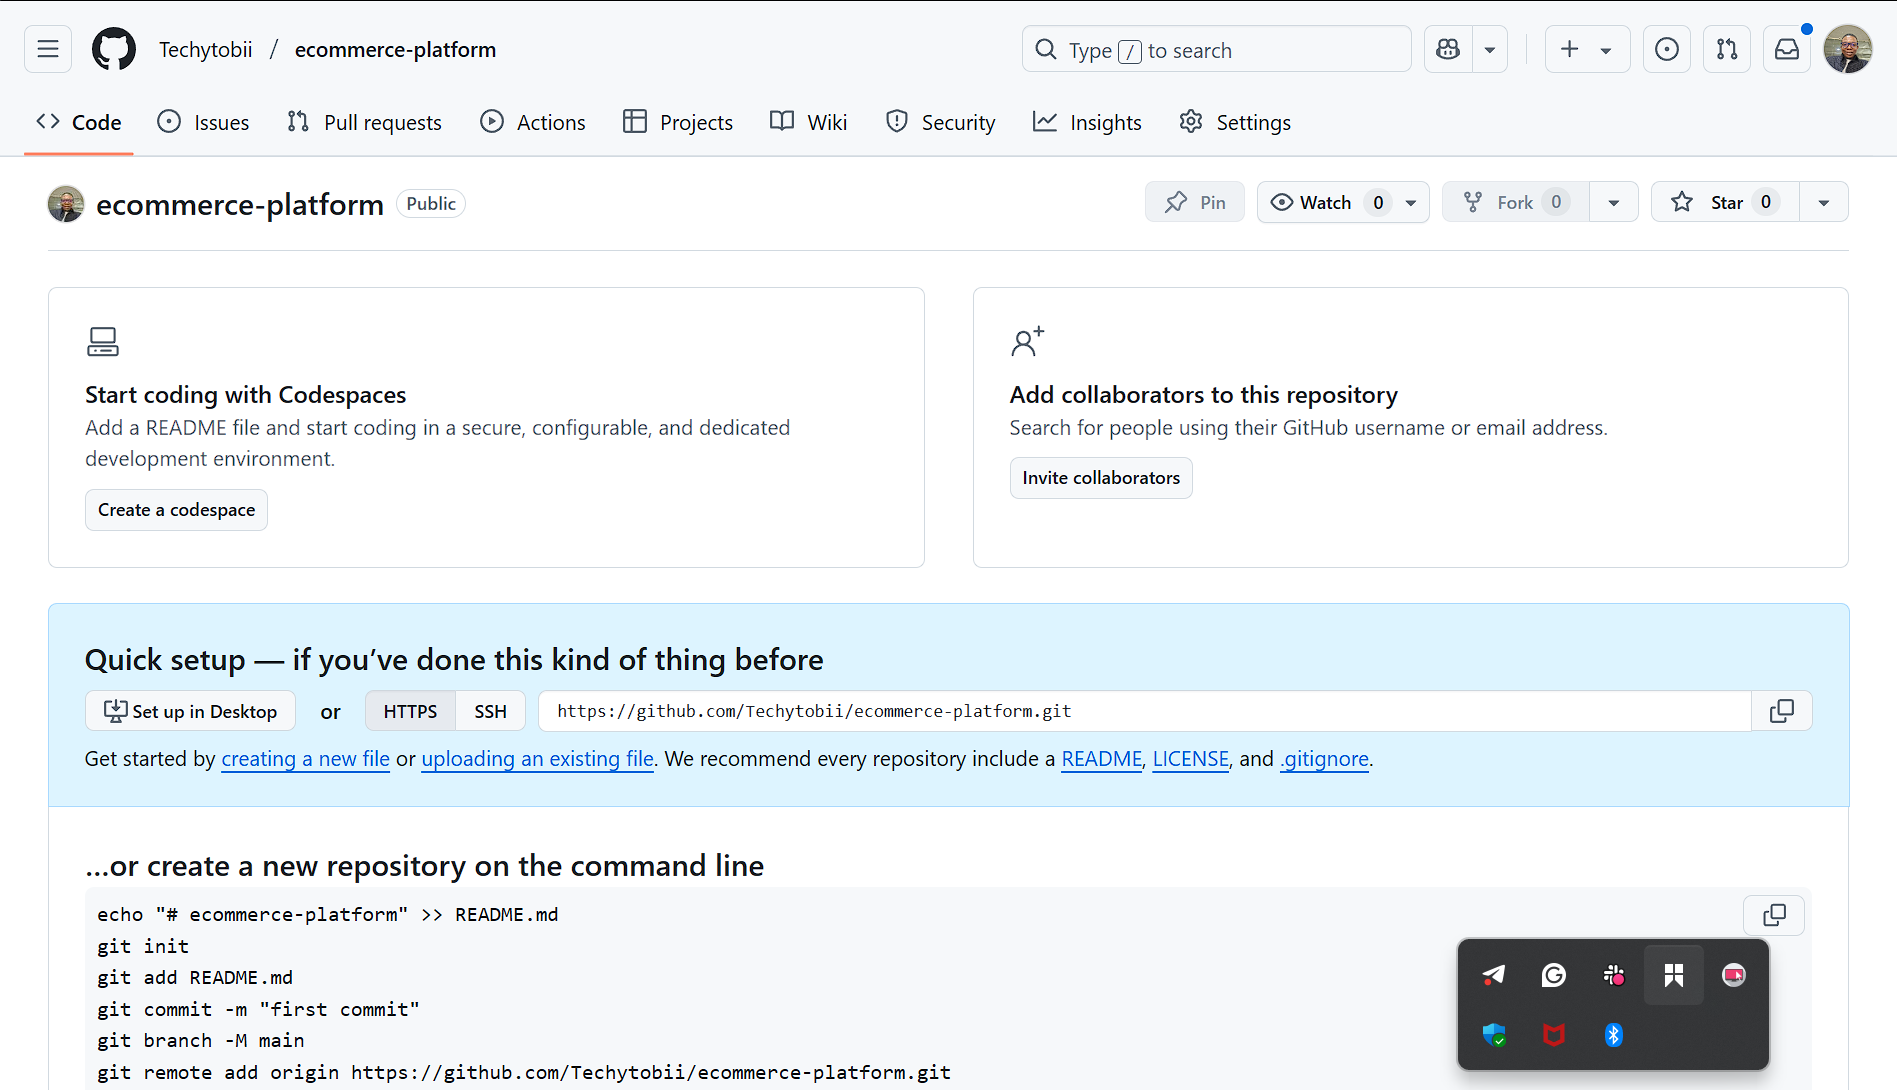 Techytobii / ecommerce-platform
Type / to search
Code Issues Pull requests Actions Projects Wiki Security Insights Settings
ecommerce-platform Public
Pin Watch 0 Fork 0 Star 0
Start coding with Codespaces
Add a README file and start coding in a secure, configurable, and dedicated
development environment.
Create a codespace
Add collaborators to this repository
Search for people using their GitHub username or email address.
Invite collaborators
Quick setup — if you’ve done this kind of thing before
Set up in Desktop or HTTPS SSH https://github.com/Techytobii/ecommerce-platform.git
Get started by creating a new file or uploading an existing file. We recommend every repository include a README, LICENSE, and .gitignore.
…or create a new repository on the command line
echo "# ecommerce-platform" >> README.md
git init
git add README.md
git commit -m "first commit"
git branch -M main
git remote add origin https://github.com/Techytobii/ecommerce-platform.git